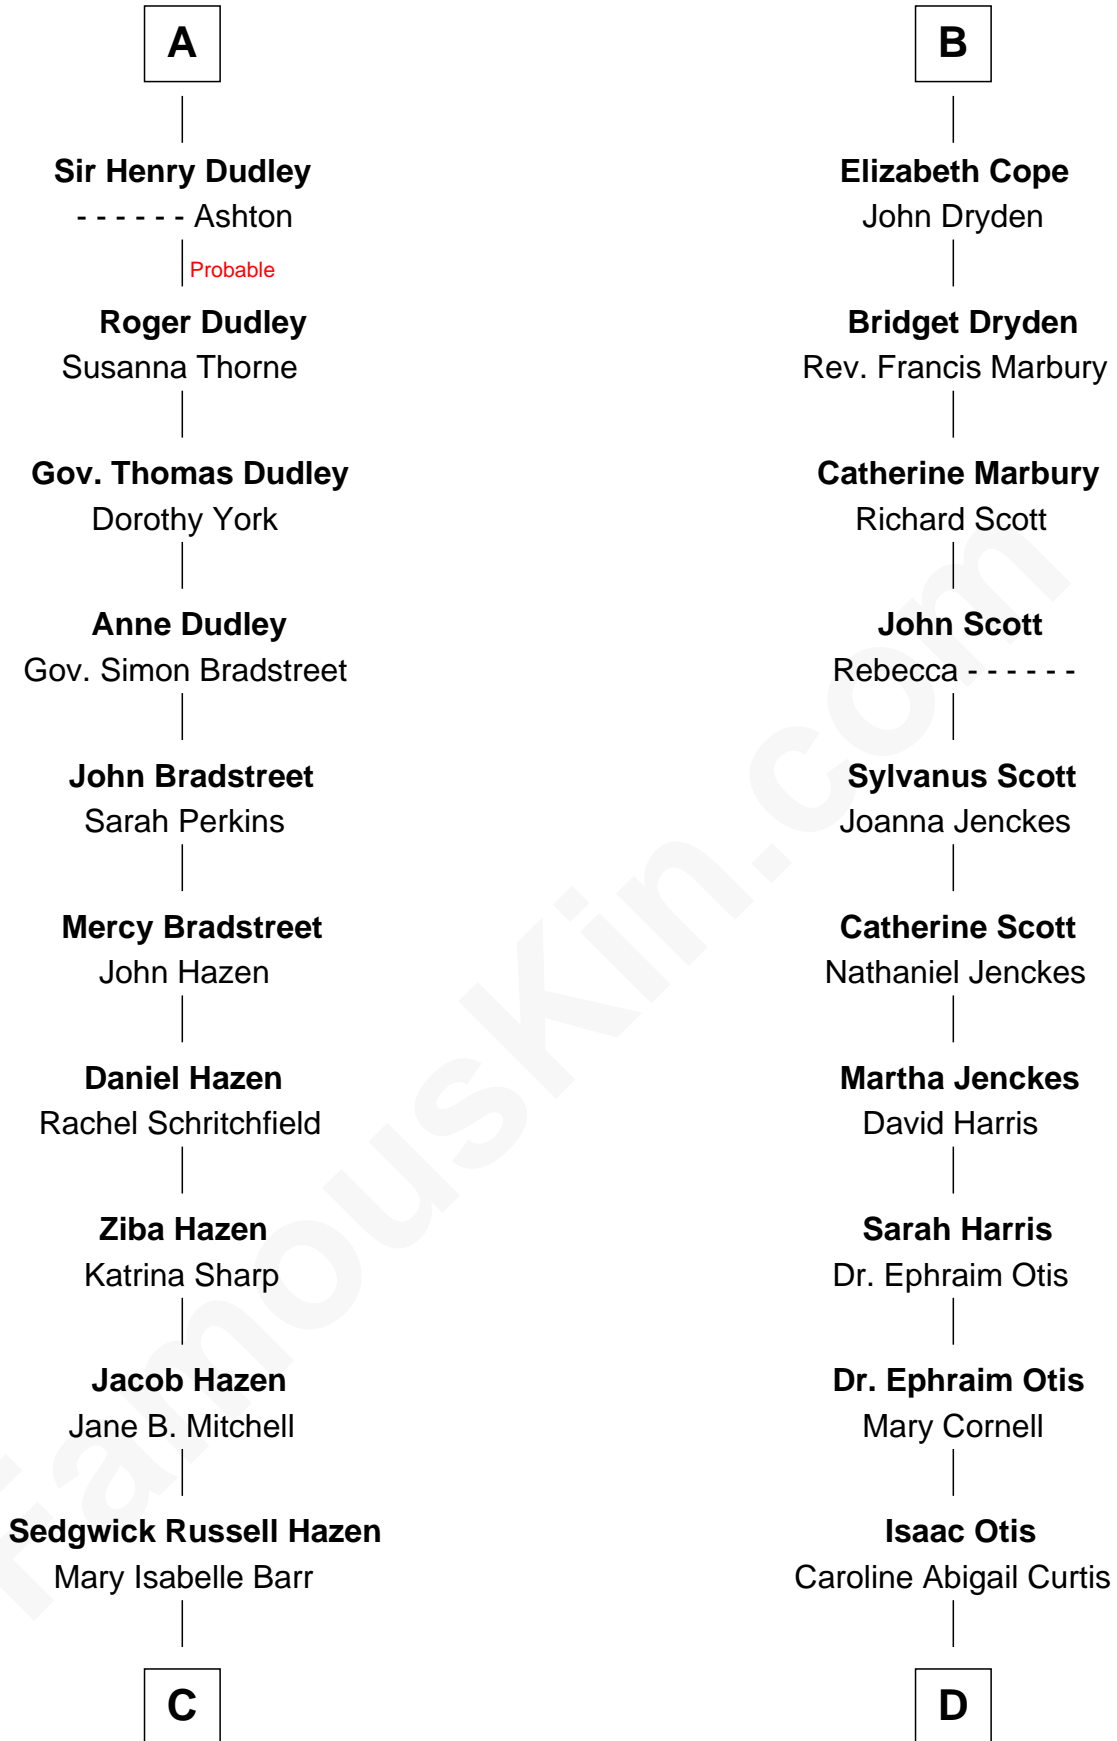 A
Sir Henry Dudley
- - - - - - Ashton
Probable
Roger Dudley
Susanna Thorne
Gov. Thomas Dudley
Dorothy York
Anne Dudley
Gov. Simon Bradstreet
John Bradstreet
Sarah Perkins
Mercy Bradstreet
John Hazen
Daniel Hazen
Rachel Schritchfield
Ziba Hazen
Katrina Sharp
Jacob Hazen
Jane B. Mitchell
Sedgwick Russell Hazen
Mary Isabelle Barr
C
B
Elizabeth Cope
John Dryden
Bridget Dryden
Rev. Francis Marbury
Catherine Marbury
Richard Scott
John Scott
Rebecca - - - - - -
Sylvanus Scott
Joanna Jenckes
Catherine Scott
Nathaniel Jenckes
Martha Jenckes
David Harris
Sarah Harris
Dr. Ephraim Otis
Dr. Ephraim Otis
Mary Cornell
Isaac Otis
Caroline Abigail Curtis
D
FamousKin.com